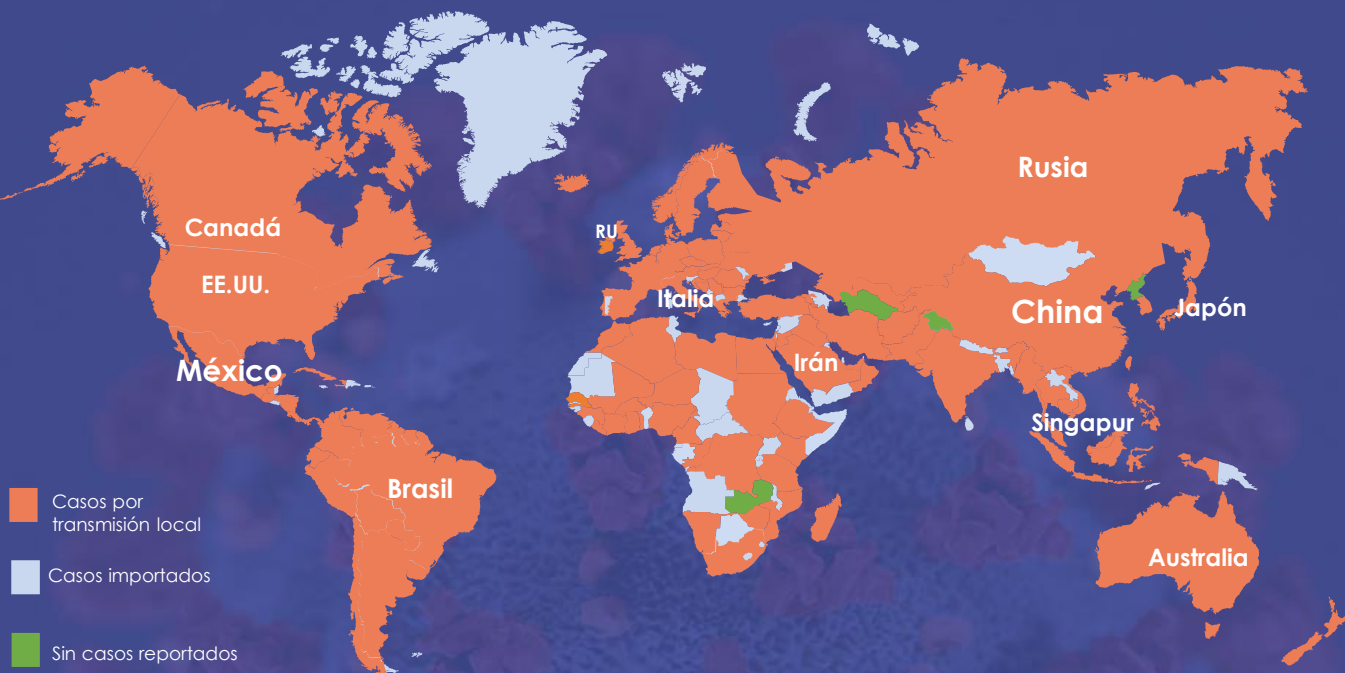 Rusia
Canadá
RU
EE.UU.
Italia
China
Japón
México
Irán
Singapur
Brasil
Casos por
transmisión local
Australia
Casos importados
Sin casos reportados